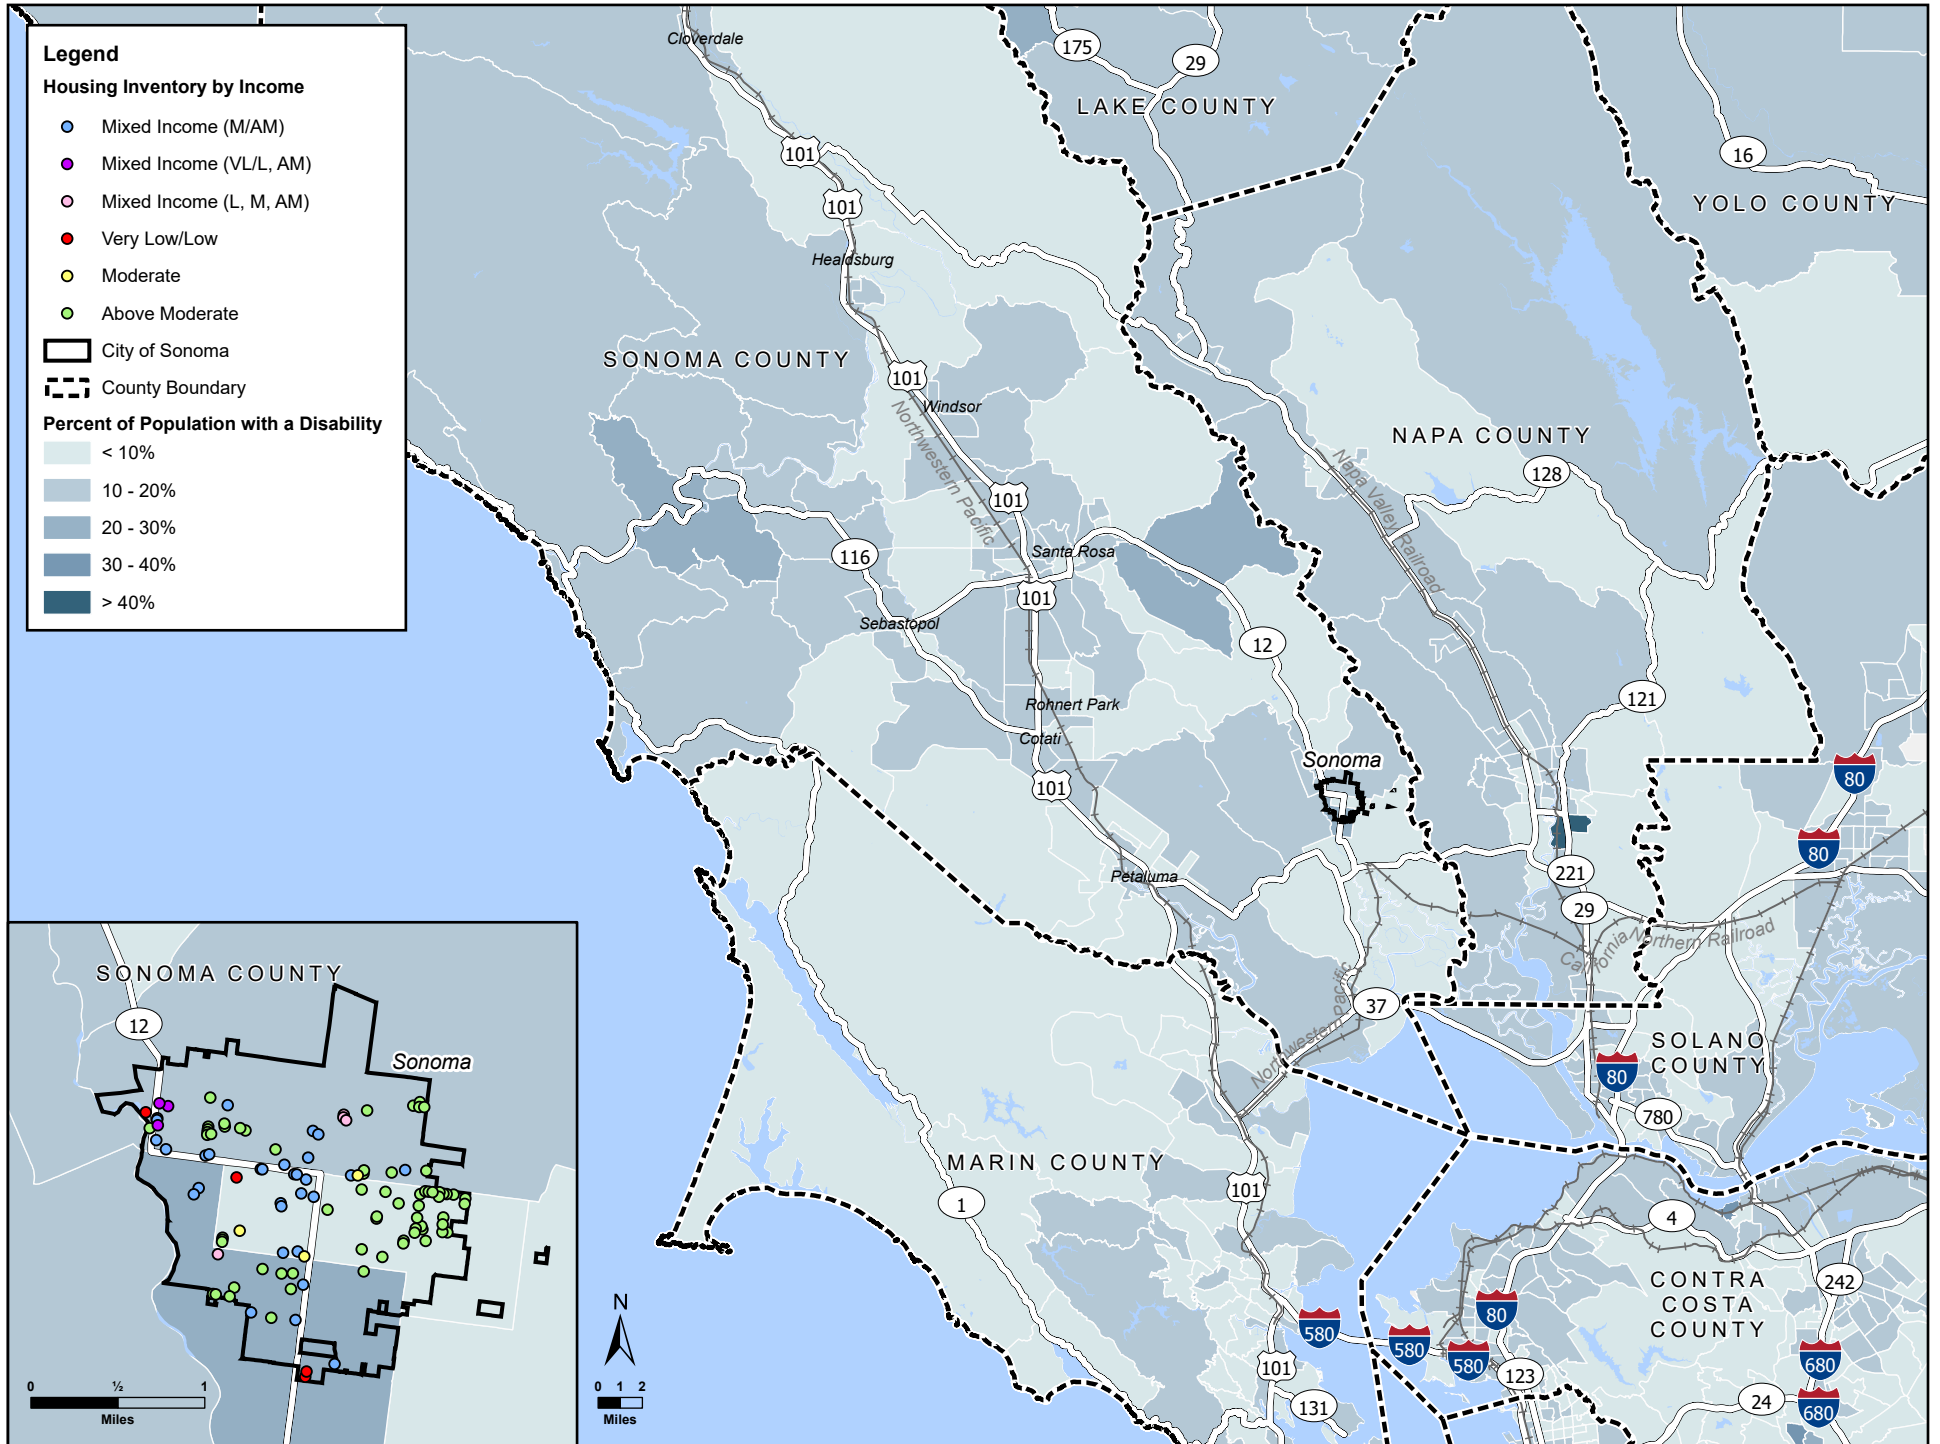 Legend
Housing Inventory by Income
Mixed Income (M/AM)
Mixed Income (VL/L, AM)
Mixed Income (L, M, AM)
Very Low/Low
Moderate
Above Moderate
City of Sonoma
County Boundary
Percent of Population with a Disability
< 10%
10 - 20%
20 - 30%
30 - 40%
> 40%
Cloverdale
175
29
LAKE COUNTY
16
YOLO COUNTY
101
101
Healdsburg
SONOMA COUNTY
101
Windsor
Northwestern Pacific
NAPA COUNTY
128
Napa Valley Railroad
101
116
Santa Rosa
101
Sebastopol
12
121
Rohnert Park
Cotati
Sonoma
101
80
80
Petaluma
221
29
California Northern Railroad
Northwestern Pacific
37
SOLANO
COUNTY
80
780
MARIN COUNTY
101
1
4
CONTRA
COSTA
COUNTY
242
80
580
580
580
680
101
123
131
24
680
SONOMA COUNTY
12
Sonoma
0 ½ 1
Miles
N
0 1 2
Miles